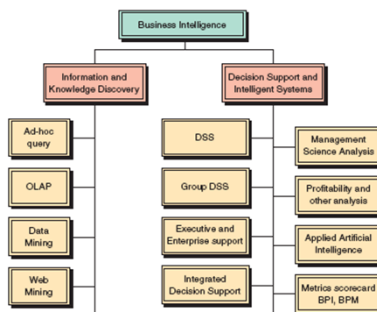 Business Intelligence
Information and
Knowledge Discovery
Decision Support and
Intelligent Systems
Ad-hoc
query
OLAP
Data
Mining
Web
Mining
DSS
Group DSS
Executive and
Enterprise support
Integrated
Decision Support
Management
Science Analysis
Profitability and
other analysis
Applied Artificial
Intelligence
Metrics scorecard
BPI, BPM